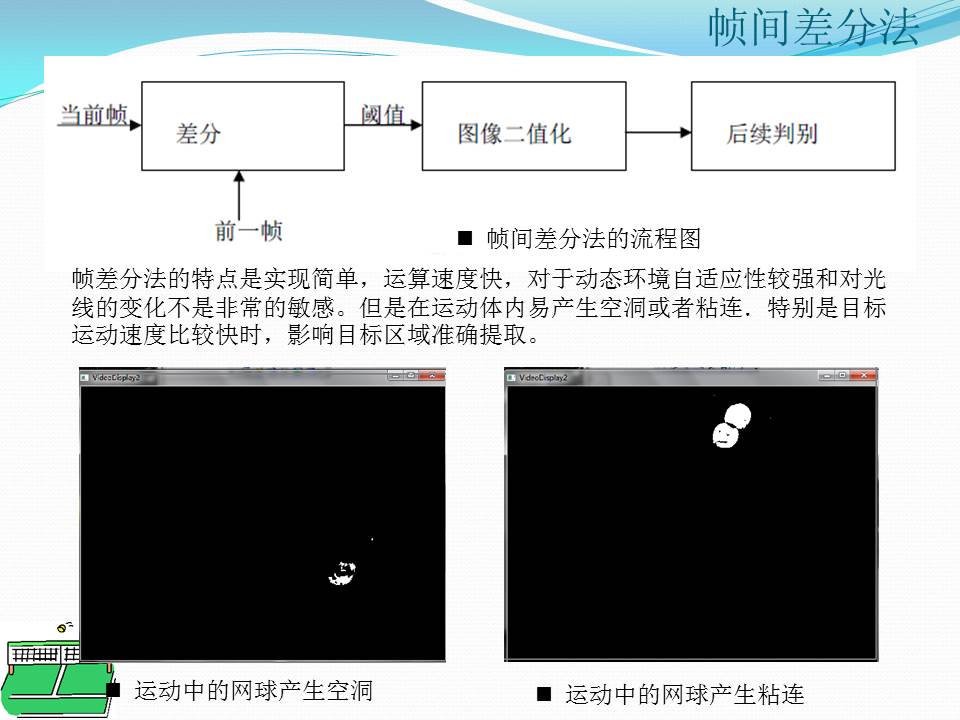 帧间差分法
当前帧
差分
阈值
图像二值化
后续判别
前一帧
■ 帧间差分法的流程图
帧差分法的特点是实现简单，运算速度快，对于动态环境自适应性较强和对光
线的变化不是非常的敏感。但是在运动体内易产生空洞或者粘连．特别是目标
运动速度比较快时，影响目标区域准确提取。
VideoDisplay2
VideoDisplay2
■ 运动中的网球产生空洞
■ 运动中的网球产生粘连